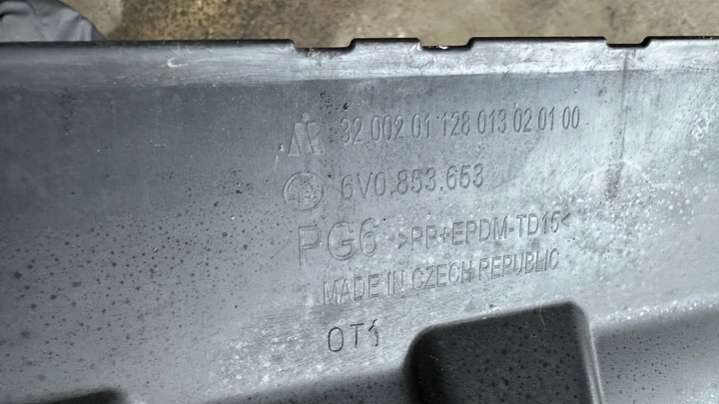 32 002 01 128 013 02 01 00
6V0.853.653
PG6 >PP+EPDM-TD15<
MADE IN CZECH REPUBLIC
OT1